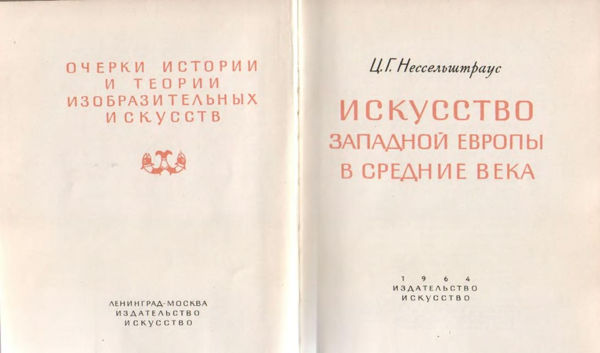 ОЧЕРКИ ИСТОРИИ
И ТЕОРИИ
ИЗОБРАЗИТЕЛЬНЫХ
ИСКУССТВ
ЛЕНИНГРАД-МОСКВА
ИЗДАТЕЛЬСТВО
ИСКУССТВО
Ц.Г. Нессельштраус
ИСКУССТВО
ЗАПАДНОЙ ЕВРОПЫ
В СРЕДНИЕ ВЕКА
1964
ИЗДАТЕЛЬСТВО
ИСКУССТВО